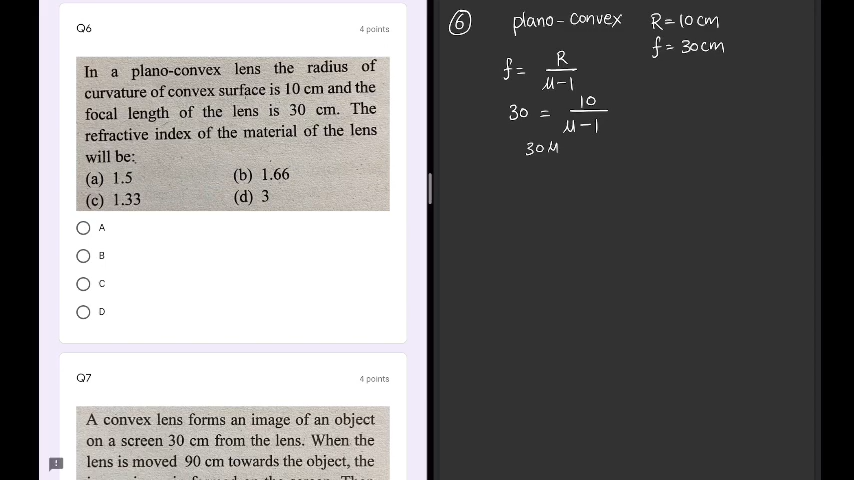 Q6
4 points
In a plano-convex lens the radius of
curvature of convex surface is 10 cm and the
focal length of the lens is 30 cm. The
refractive index of the material of the lens
will be:
(a) 1.5 (b) 1.66
(c) 1.33 (d) 3
A
B
C
D
Q7
4 points
A convex lens forms an image of an object
on a screen 30 cm from the lens. When the
lens is moved 90 cm towards the object, the
6 plano-convex R = 10 cm
f = 30 cm
f = R / μ-1
30 = 10 / μ-1
30 μ